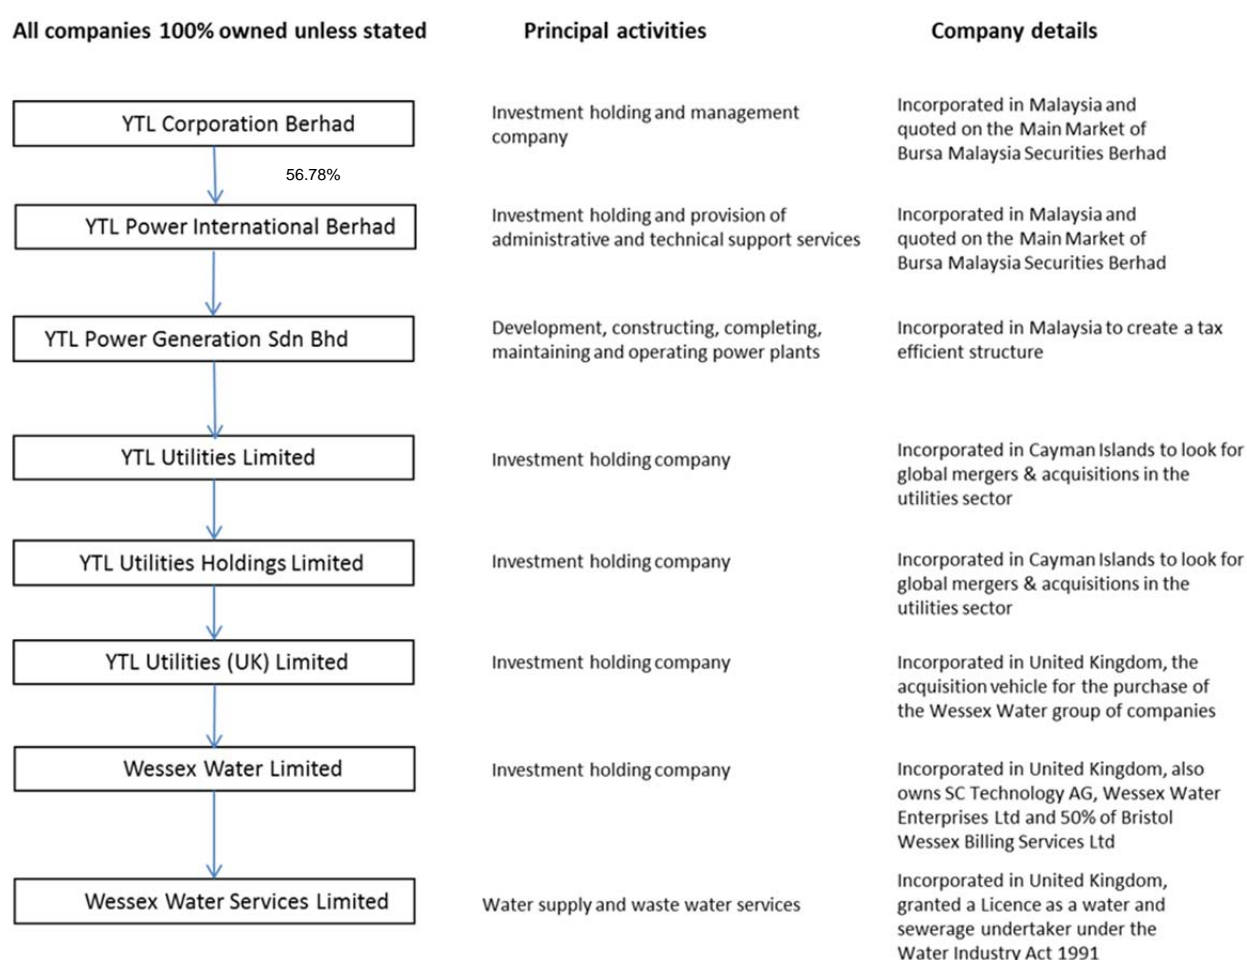 All companies 100% owned unless stated
Principal activities
Company details
YTL Corporation Berhad
Investment holding and management
company
Incorporated in Malaysia and
quoted on the Main Market of
Bursa Malaysia Securities Berhad
56.78%
YTL Power International Berhad
Investment holding and provision of
administrative and technical support services
Incorporated in Malaysia and
quoted on the Main Market of
Bursa Malaysia Securities Berhad
YTL Power Generation Sdn Bhd
Development, constructing, completing,
maintaining and operating power plants
Incorporated in Malaysia to create a tax
efficient structure
YTL Utilities Limited
Investment holding company
Incorporated in Cayman Islands to look for
global mergers & acquisitions in the
utilities sector
YTL Utilities Holdings Limited
Investment holding company
Incorporated in Cayman Islands to look for
global mergers & acquisitions in the
utilities sector
YTL Utilities (UK) Limited
Investment holding company
Incorporated in United Kingdom, the
acquisition vehicle for the purchase of
the Wessex Water group of companies
Wessex Water Limited
Investment holding company
Incorporated in United Kingdom, also
owns SC Technology AG, Wessex Water
Enterprises Ltd and 50% of Bristol
Wessex Billing Services Ltd
Wessex Water Services Limited
Water supply and waste water services
Incorporated in United Kingdom,
granted a Licence as a water and
sewerage undertaker under the
Water Industry Act 1991